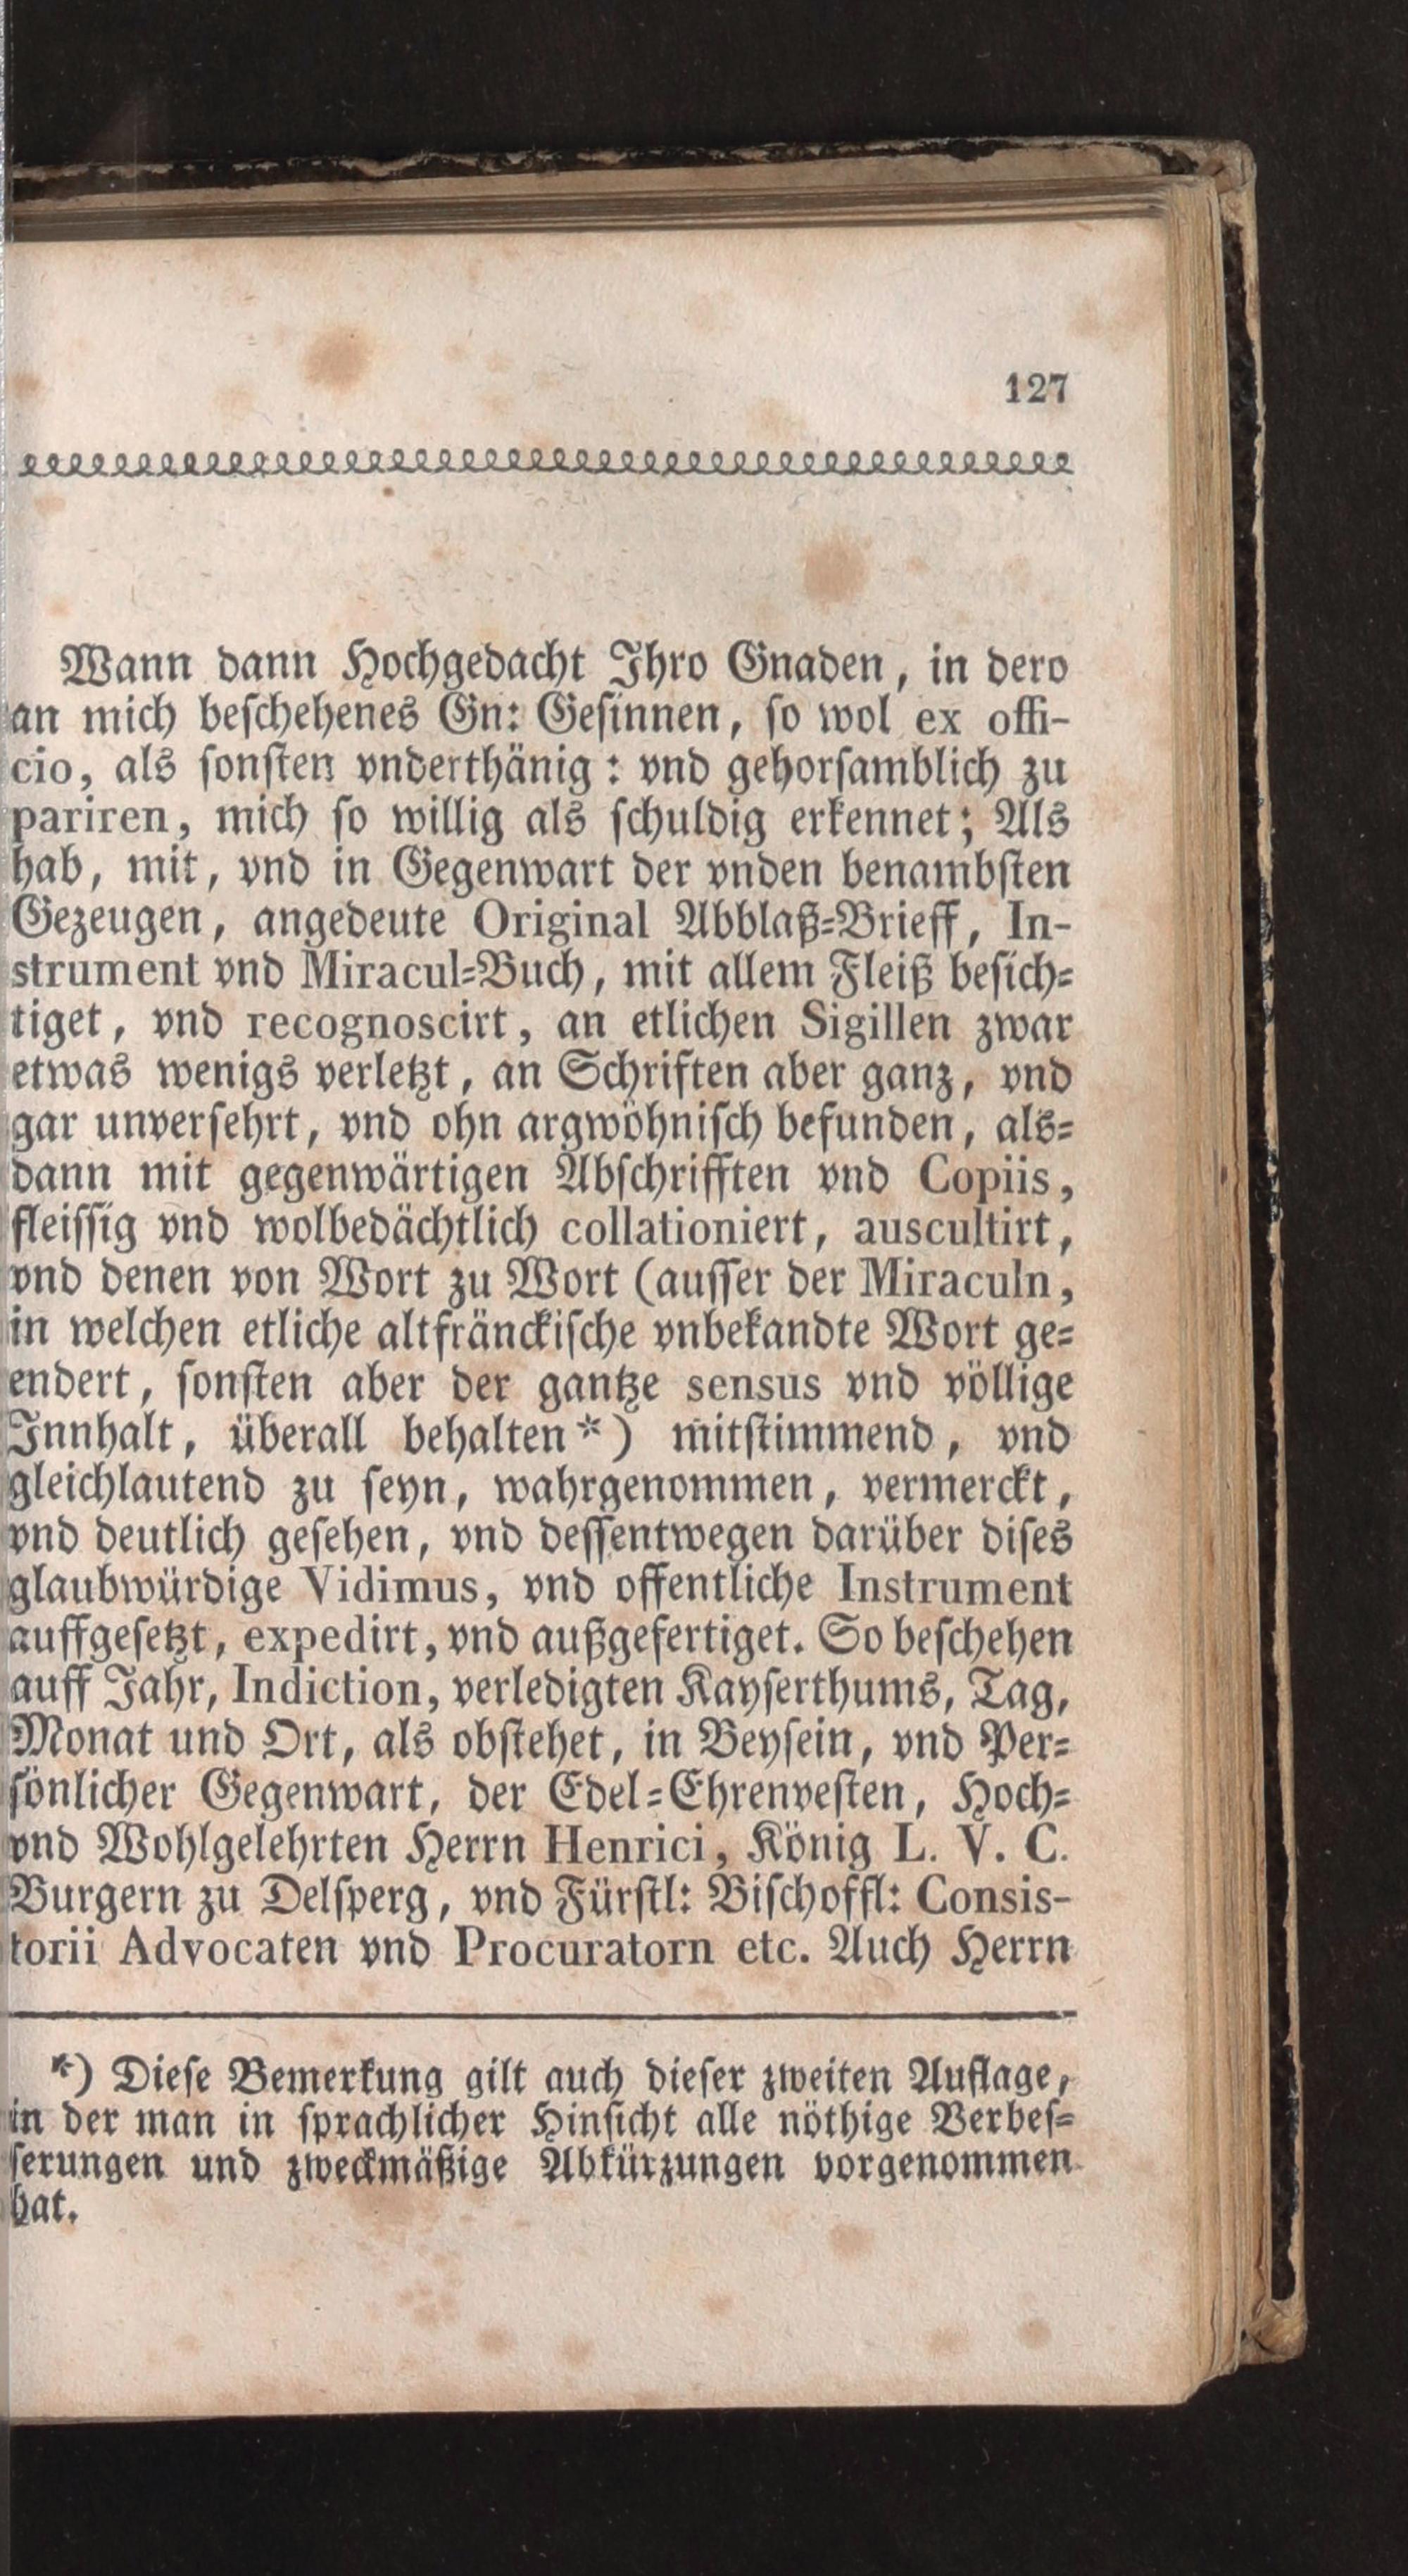 127
Wann dann Hochgedacht Ihro Gnaden, in dero
an mich beschehenes Gn: Gesinnen, so wol ex offi-
cio, als sonsten vnderthänig: vnd gehorsamblich zu
pariren, mich so willig als schuldig erkennet; Als
hab, mit, vnd in Gegenwart der vnden benambsten
Gezeugen, angedeute Original Abblaß-Brieff, In-
strument vnd Miracul-Buch, mit allem Fleiß besich-
tiget, vnd recognoscirt, an etlichen Sigillen zwar
etwas wenigs verletzt, an Schriften aber ganz, vnd
gar unversehrt, vnd ohn argwöhnisch befunden, als-
dann mit gegenwärtigen Abschrifften vnd Copiis,
fleissig vnd wolbedächtlich collationiert, auscultirt,
vnd denen von Wort zu Wort (ausser der Miraculn,
in welchen etliche altfränckische vnbekandte Wort ge-
endert, sonsten aber der gantze sensus vnd völlige
Innhalt, überall behalten*) mitstimmend, vnd
gleichlautend zu seyn, wahrgenommen, vermerckt,
vnd deutlich gesehen, vnd dessentwegen darüber dises
glaubwürdige Vidimus, vnd offentliche Instrument
auffgesetzt, expedirt, vnd außgefertiget. So beschehen
auff Jahr, Indiction, verledigten Kayserthums, Tag,
Monat und Ort, als obstehet, in Beysein, vnd Per-
sönlicher Gegenwart, der Edel-Ehrenvesten, Hoch-
vnd Wohlgelehrten Herrn Henrici, König L. V. C.
Burgern zu Delsperg, vnd Fürstl: Bischoffl: Consis-
torii Advocaten vnd Procuratorn etc. Auch Herrn
*) Diese Bemerkung gilt auch dieser zweiten Auflage,
in der man in sprachlicher Hinsicht alle nöthige Verbes-
serungen und zweckmäßige Abkürzungen vorgenommen
hat.